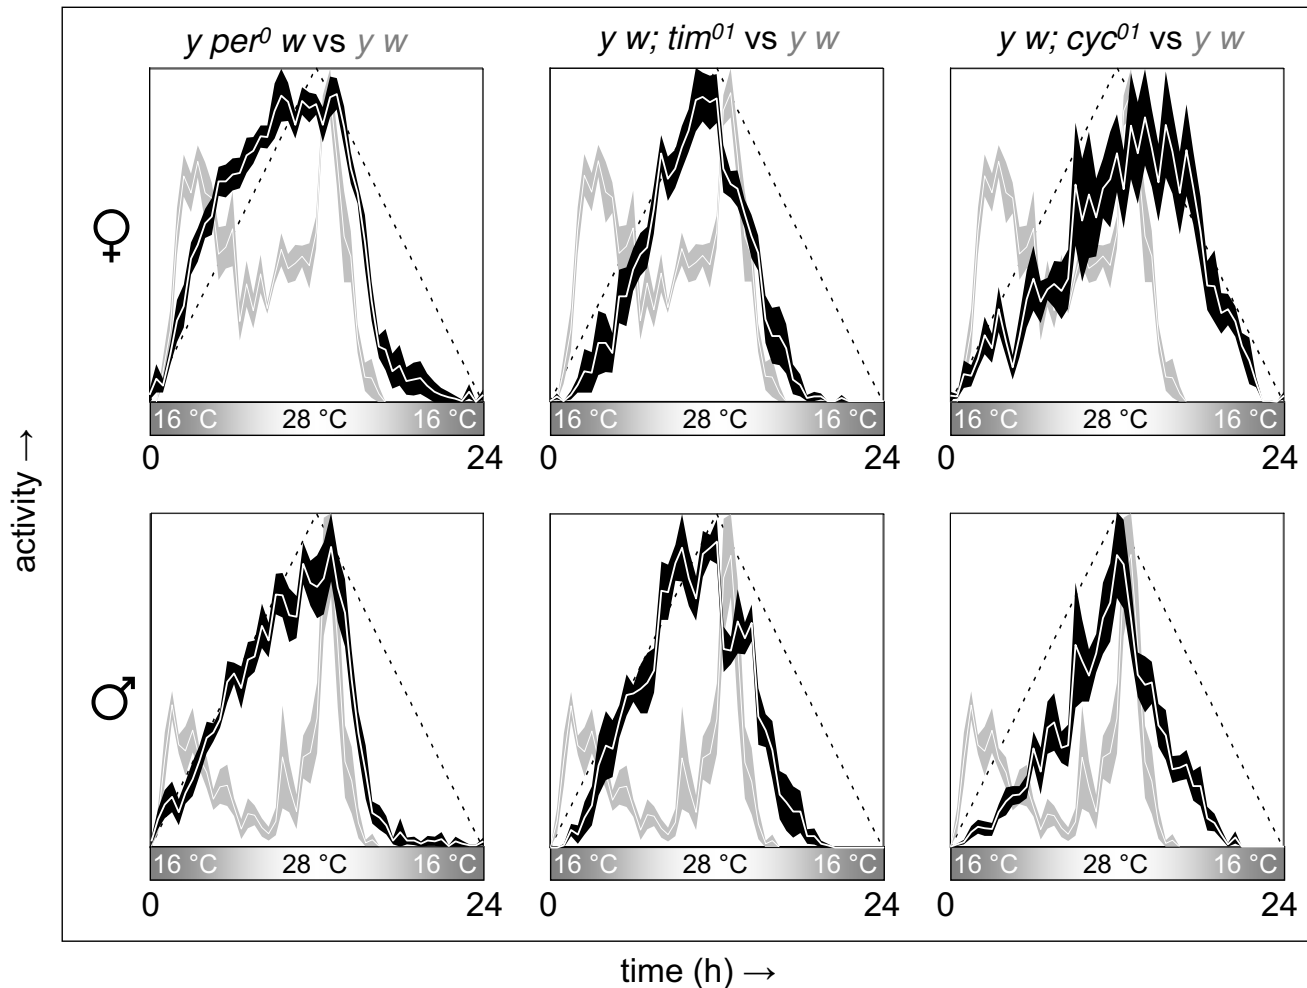 y per⁰ w vs y w
y w; tim⁰¹ vs y w
y w; cyc⁰¹ vs y w
♀
16 °C 28 °C 16 °C
0 24
16 °C 28 °C 16 °C
0 24
16 °C 28 °C 16 °C
0 24
activity →
♂
16 °C 28 °C 16 °C
0 24
16 °C 28 °C 16 °C
0 24
16 °C 28 °C 16 °C
0 24
time (h) →